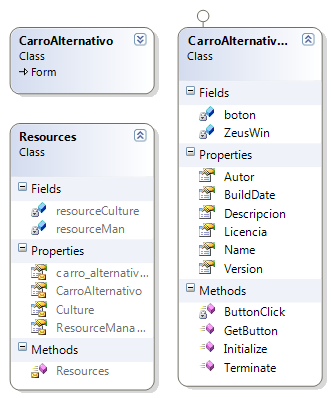 CarroAlternativo
Class
Form
Resources
Class
Fields
resourceCulture
resourceMan
Properties
carro_alternativ...
CarroAlternativo
Culture
ResourceMana...
Methods
Resources
CarroAlternativ...
Class
Fields
boton
ZeusWin
Properties
Autor
BuildDate
Descripcion
Licencia
Name
Version
Methods
ButtonClick
GetButton
Initialize
Terminate